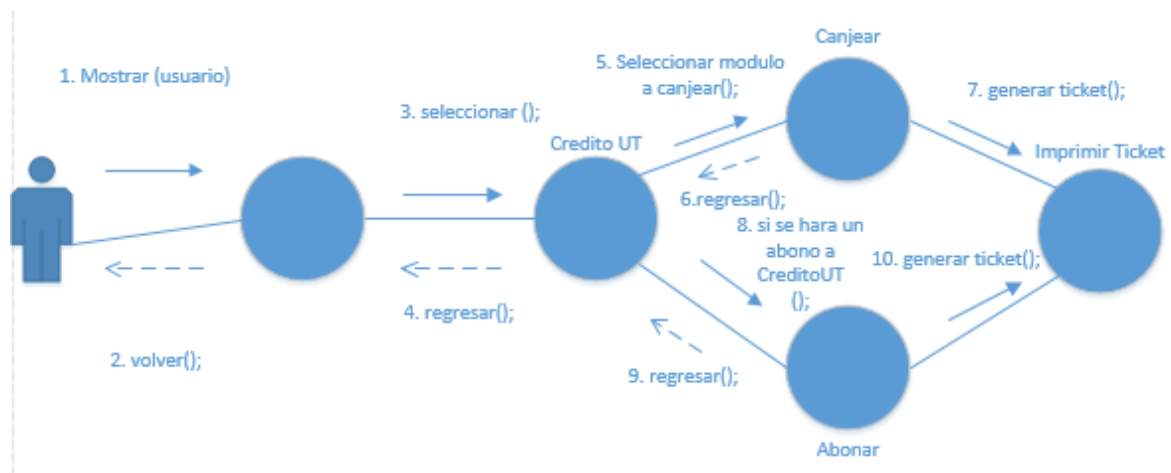 Canjear
1. Mostrar (usuario)
5. Seleccionar modulo
a canjear();
7. generar ticket();
3. seleccionar ();
Credito UT
Imprimir Ticket
6.regresar();
8. si se hara un
abono a
CreditoUT
();
10. generar ticket();
4. regresar();
2. volver();
9. regresar();
Abonar